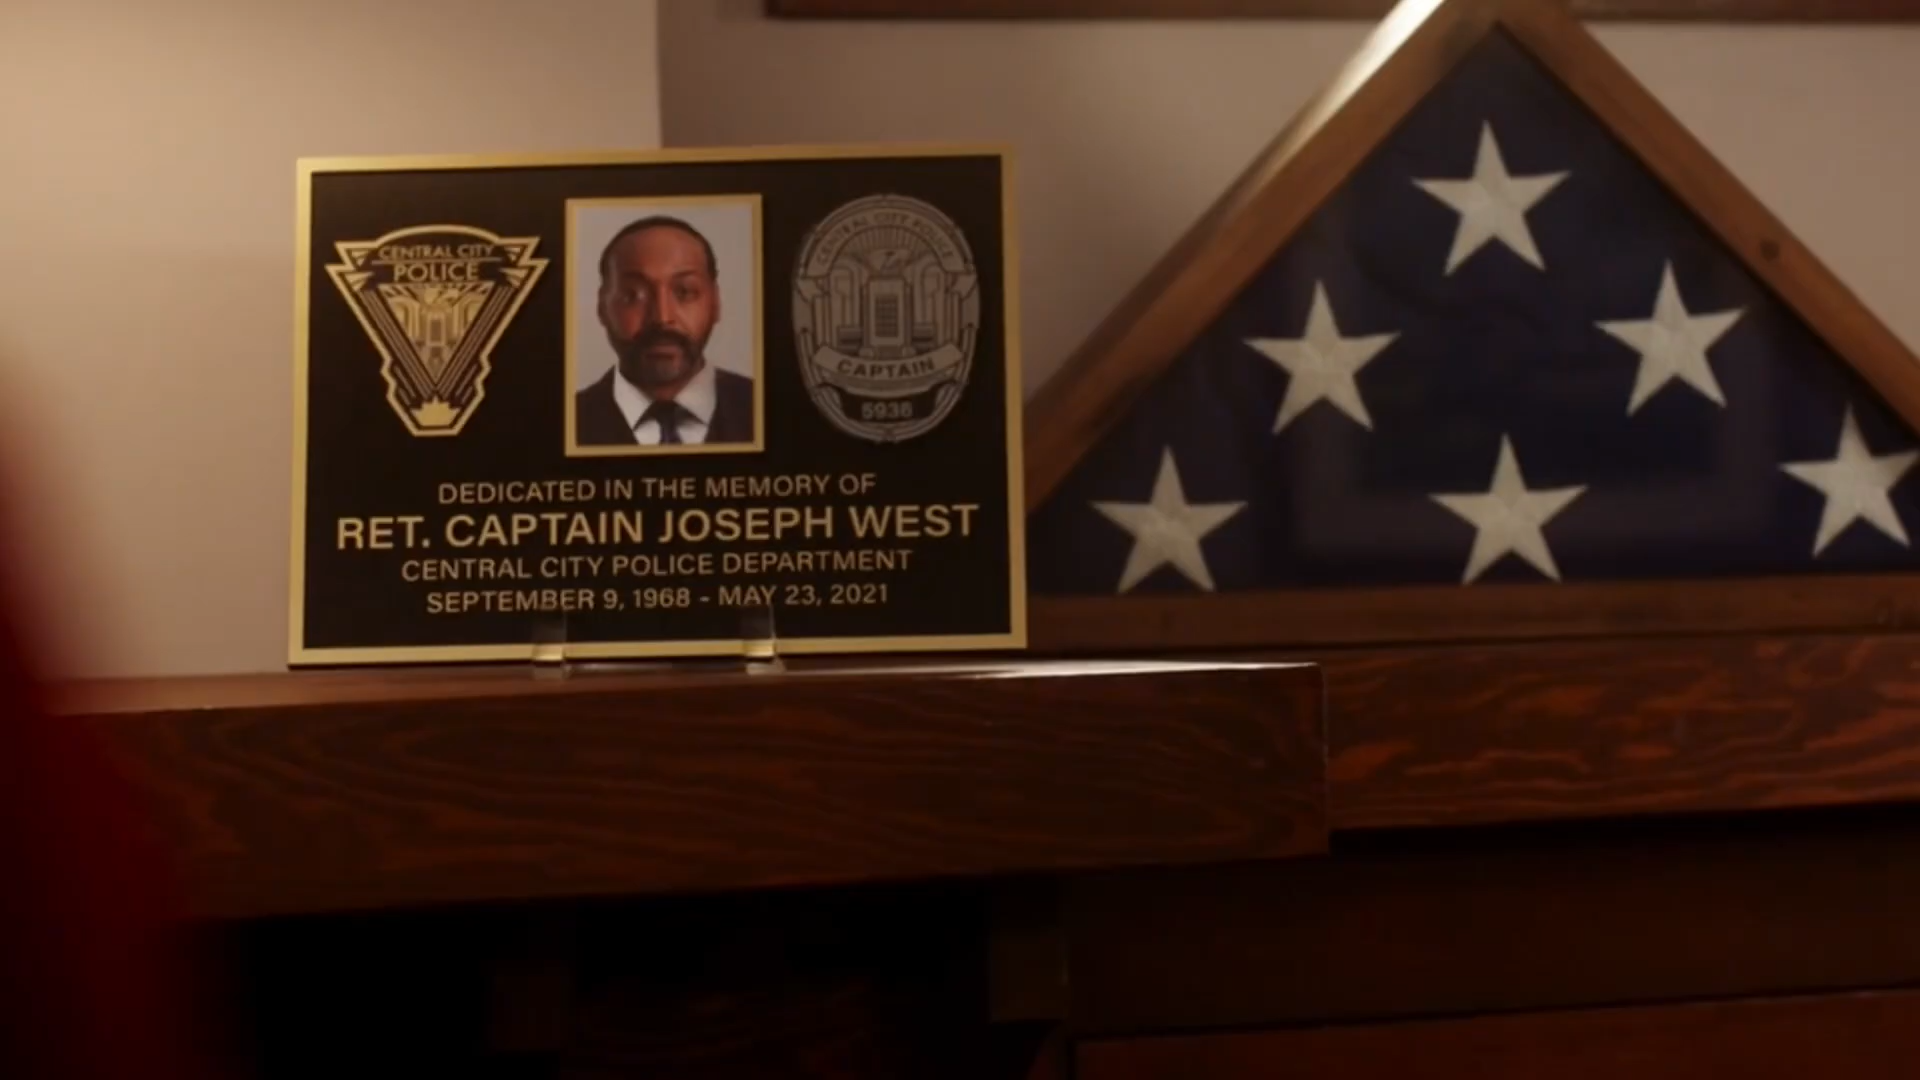 CENTRAL CITY
POLICE
CENTRAL CITY POLICE
CAPTAIN
5938
DEDICATED IN THE MEMORY OF
RET. CAPTAIN JOSEPH WEST
CENTRAL CITY POLICE DEPARTMENT
SEPTEMBER 9, 1968 - MAY 23, 2021